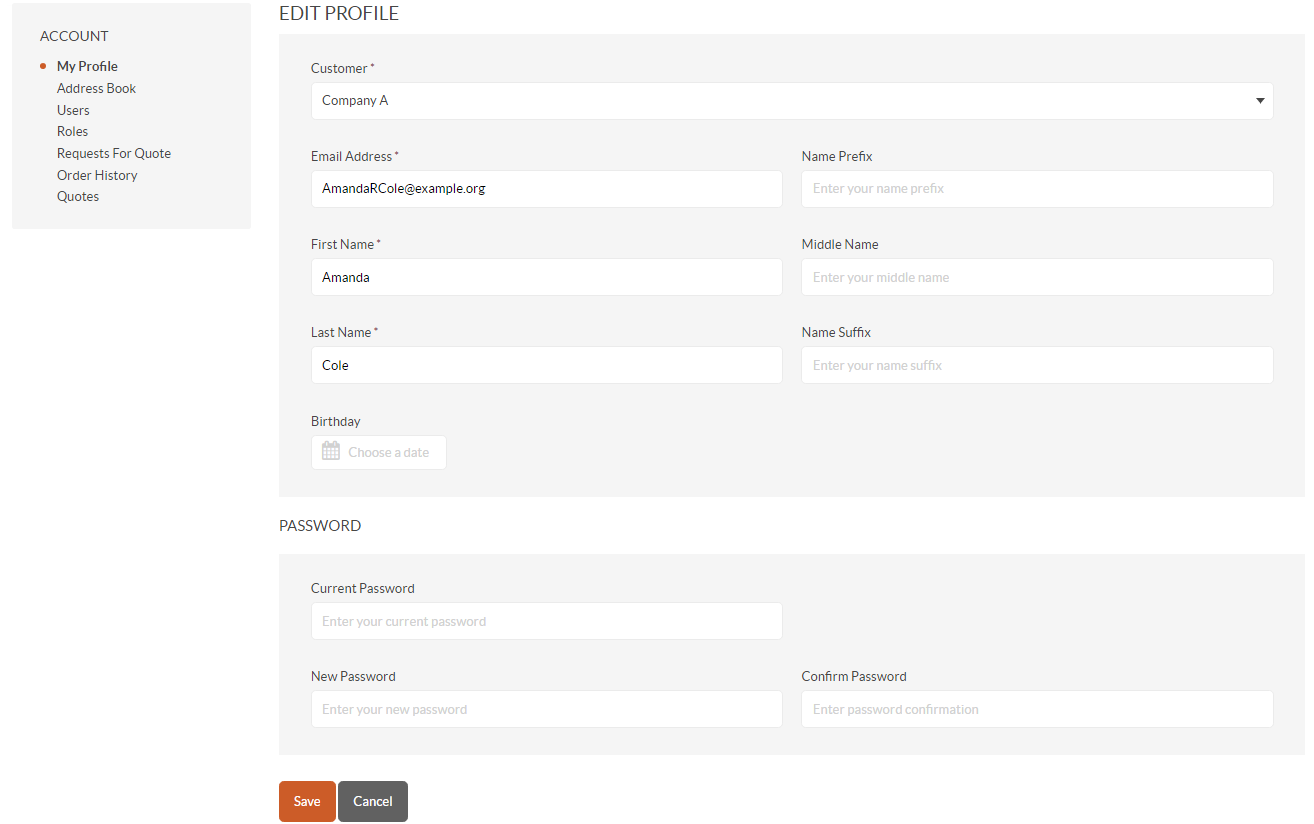 ACCOUNT
My Profile
Address Book
Users
Roles
Requests For Quote
Order History
Quotes
EDIT PROFILE
Customer *
Company A
Email Address * Name Prefix
AmandaRCole@example.org Enter your name prefix
First Name * Middle Name
Amanda Enter your middle name
Last Name * Name Suffix
Cole Enter your name suffix
Birthday
Choose a date
PASSWORD
Current Password
Enter your current password
New Password Confirm Password
Enter your new password Enter password confirmation
Save Cancel